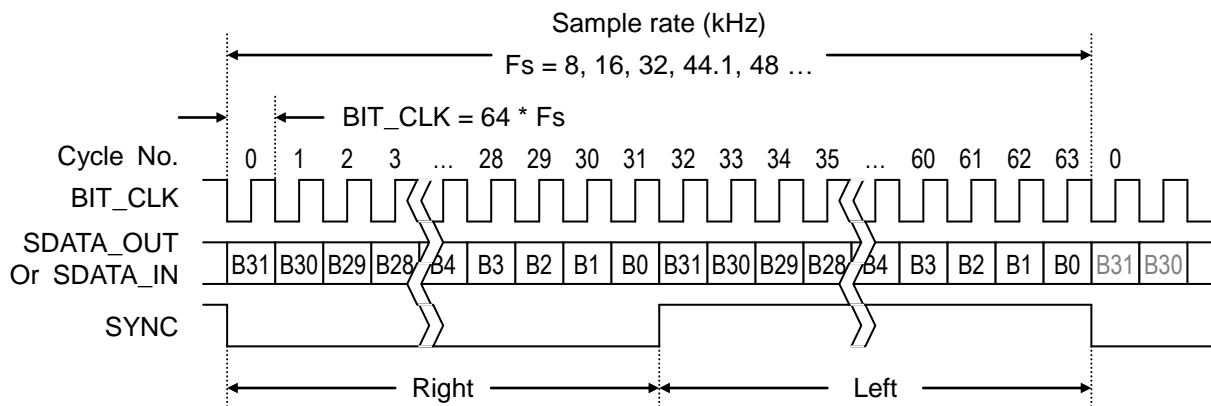 Sample rate (kHz)
Fs = 8, 16, 32, 44.1, 48 …
BIT_CLK = 64 * Fs
Cycle No. 0 1 2 3 … 28 29 30 31 32 33 34 35 … 60 61 62 63 0
BIT_CLK
SDATA_OUT
Or SDATA_IN
B31 B30 B29 B28 B4 B3 B2 B1 B0 B31 B30 B29 B28 B4 B3 B2 B1 B0 B31 B30
SYNC
Right Left